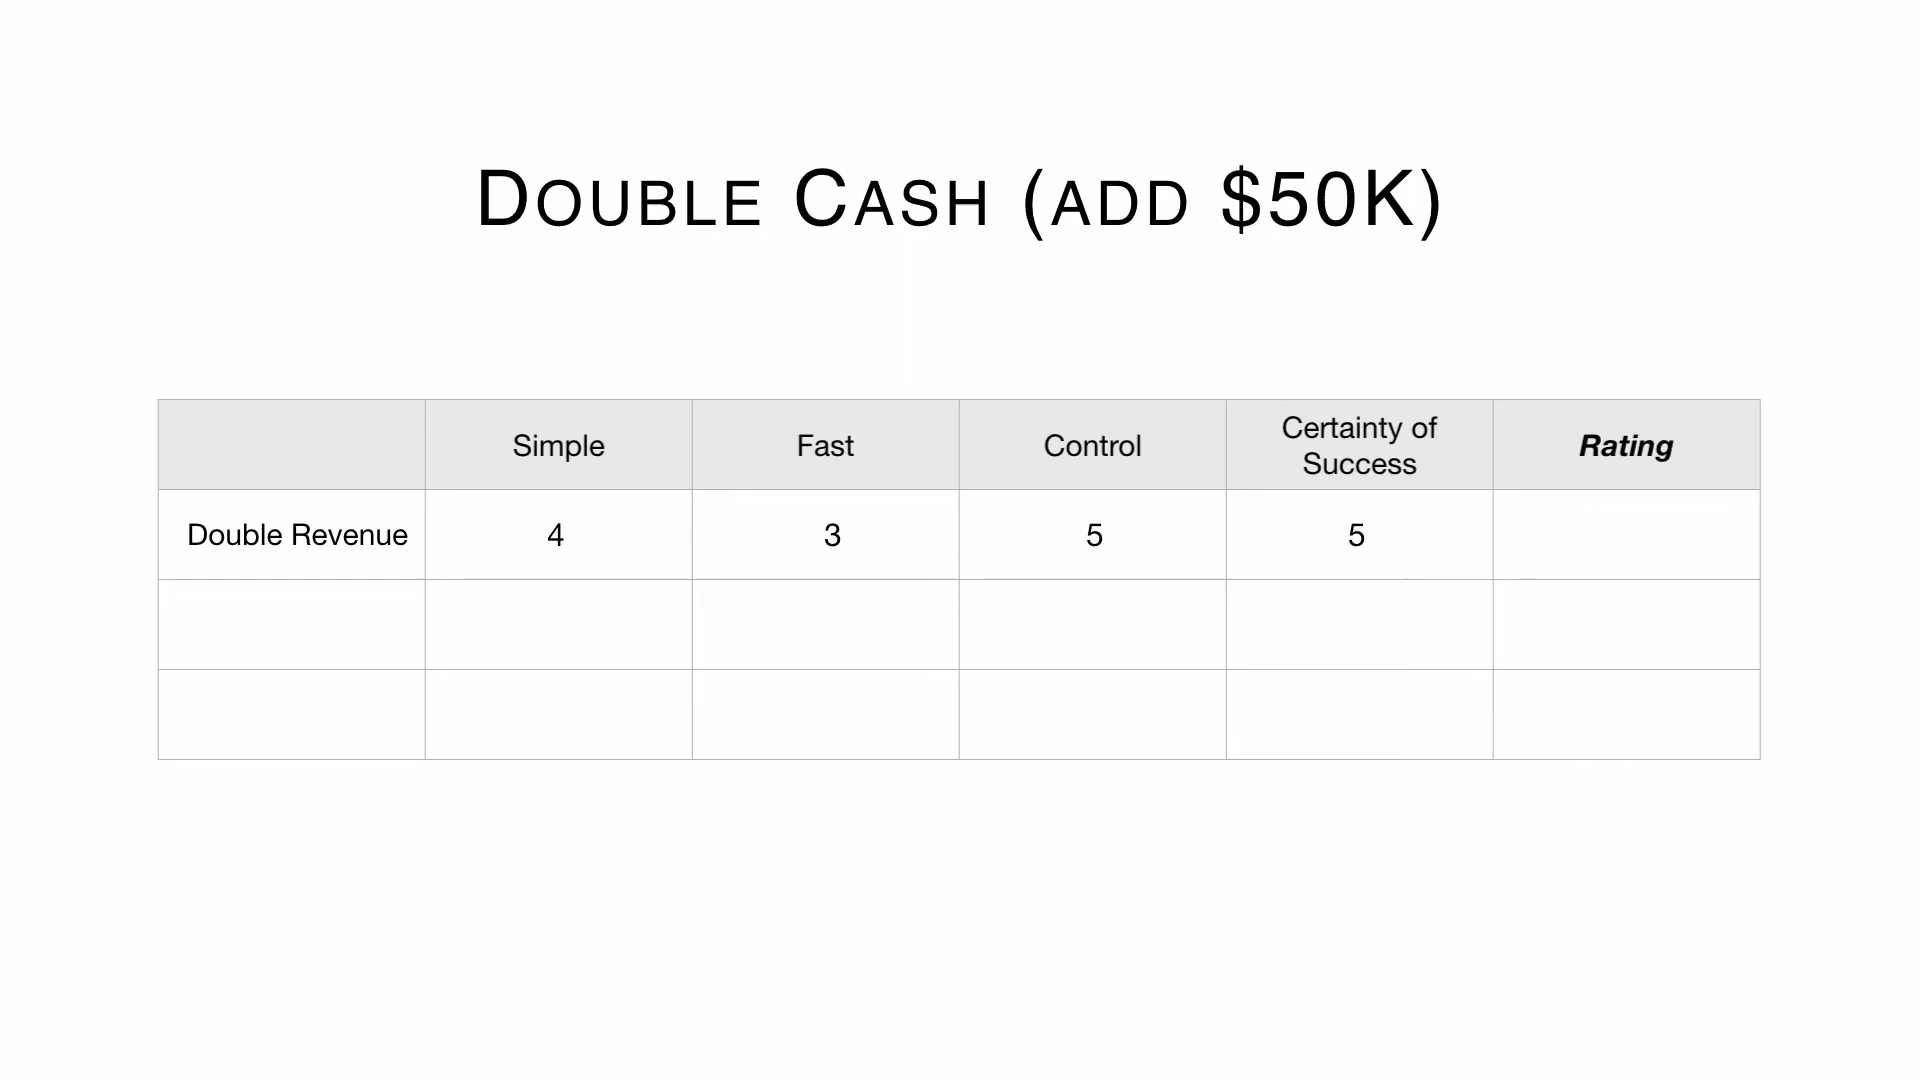 DOUBLE CASH (ADD $50K)
Simple Fast Control Certainty of Success Rating
Double Revenue 4 3 5 5